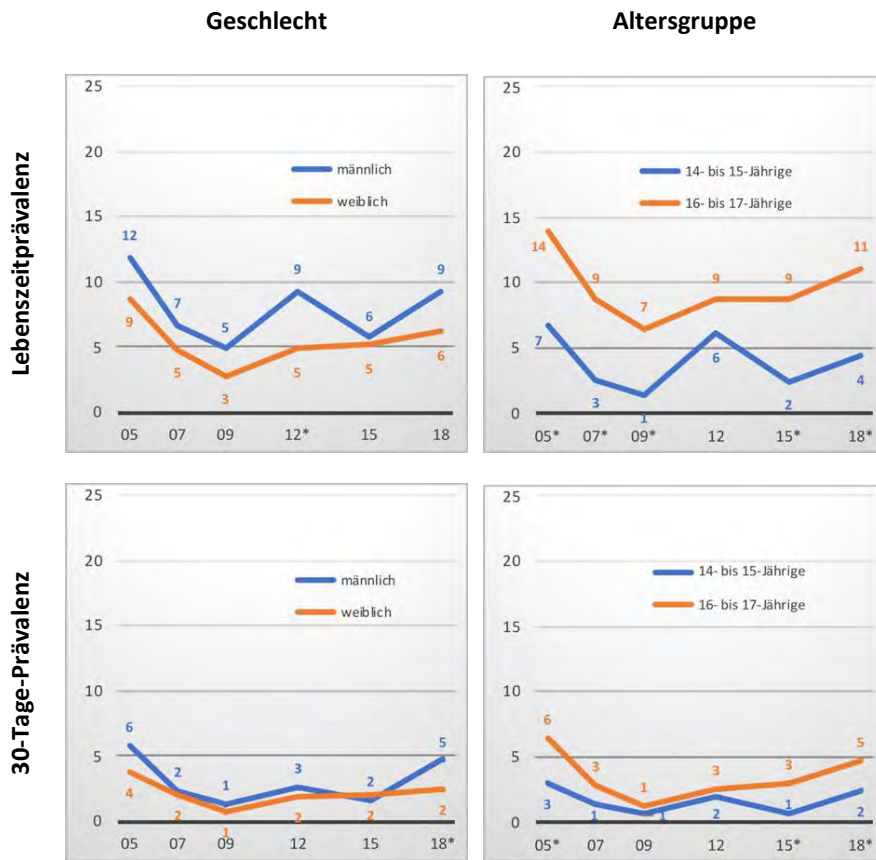 Geschlecht Altersgruppe
Lebenszeitprävalenz
25
20
15
10
5
0
männlich
weiblich
12 7 5 9 6 9
9 5 3 5 5 6
05 07 09 12* 15 18*
25
20
15
10
5
0
14- bis 15-Jährige
16- bis 17-Jährige
14 9 7 9 9 11
7 3 1 6 2 4
05* 07* 09* 12 15* 18*
30-Tage-Prävalenz
25
20
15
10
5
0
männlich
weiblich
6 2 1 3 2 5
4 2 1 2 2 2
05 07 09 12 15 18*
25
20
15
10
5
0
14- bis 15-Jährige
16- bis 17-Jährige
6 3 1 3 3 5
3 1 1 2 1 2
05* 07 09 12 15* 18*